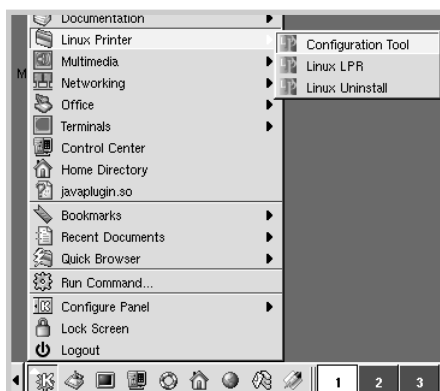 Documentation
Linux Printer
Multimedia
M
Networking
Office
Terminals
Control Center
Home Directory
javaplugin.so
Bookmarks
Recent Documents
Quick Browser
Run Command...
Configure Panel
Lock Screen
Logout
Configuration Tool
Linux LPR
Linux Uninstall
1
2
3